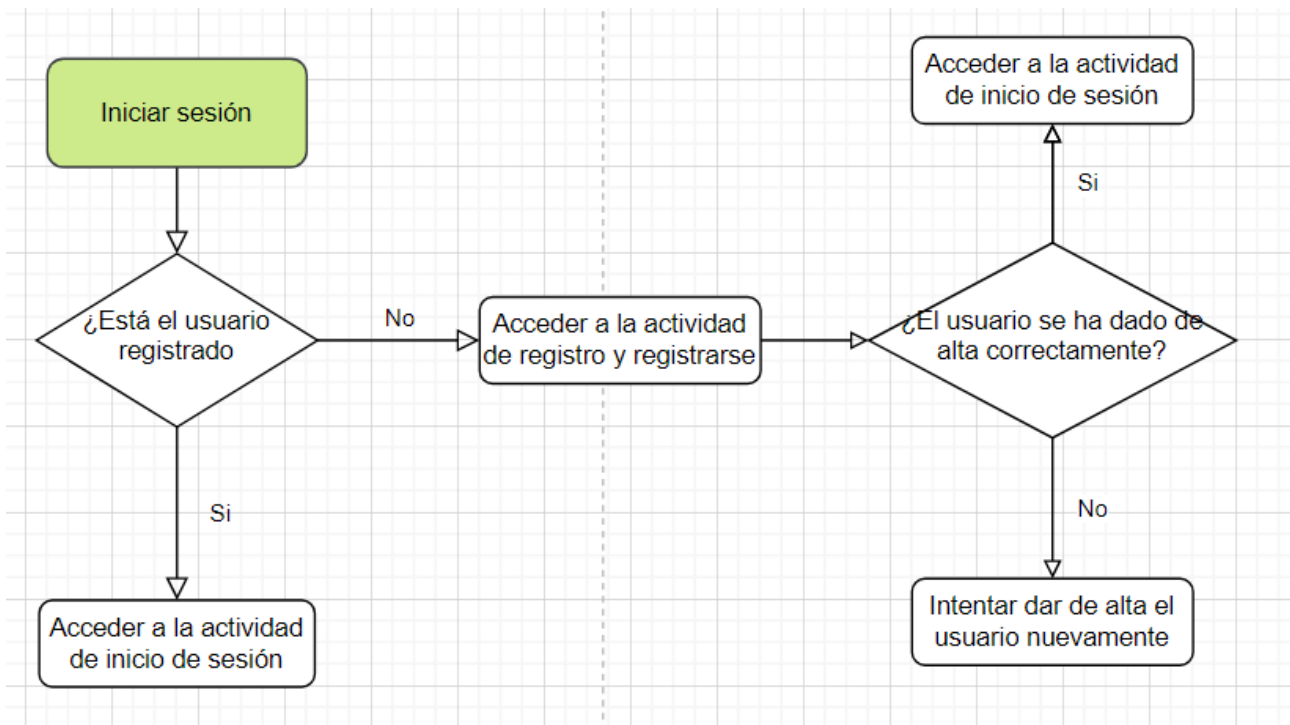 Iniciar sesión
¿Está el usuario
registrado
Si
Acceder a la actividad
de inicio de sesión
No
Acceder a la actividad
de registro y registrarse
¿El usuario se ha dado de
alta correctamente?
Si
Acceder a la actividad
de inicio de sesión
No
Intentar dar de alta el
usuario nuevamente